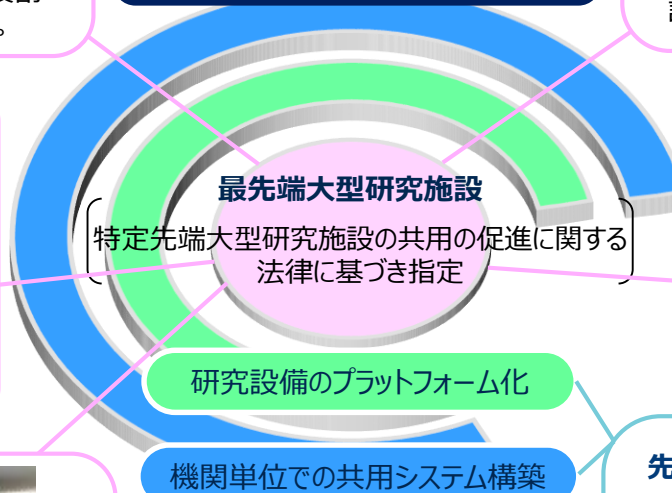 。
最先端大型研究施設
特定先端大型研究施設の共用の促進に関する
法律に基づき指定
研究設備のプラットフォーム化
機関単位での共用システム構築
先